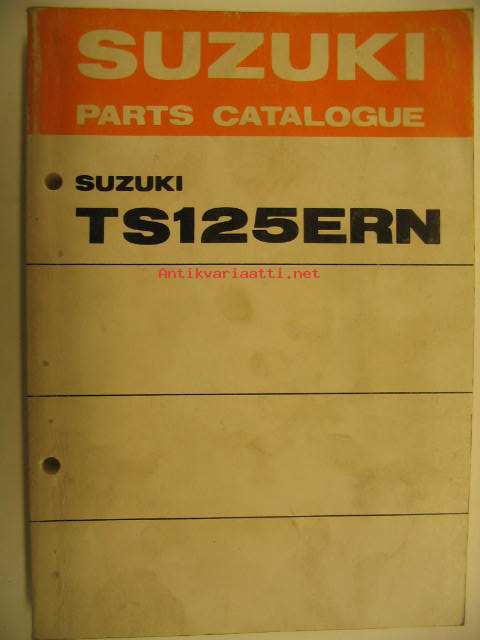 SUZUKI
PARTS CATALOGUE
SUZUKI
TS125ERN
Antikvariaatti.net